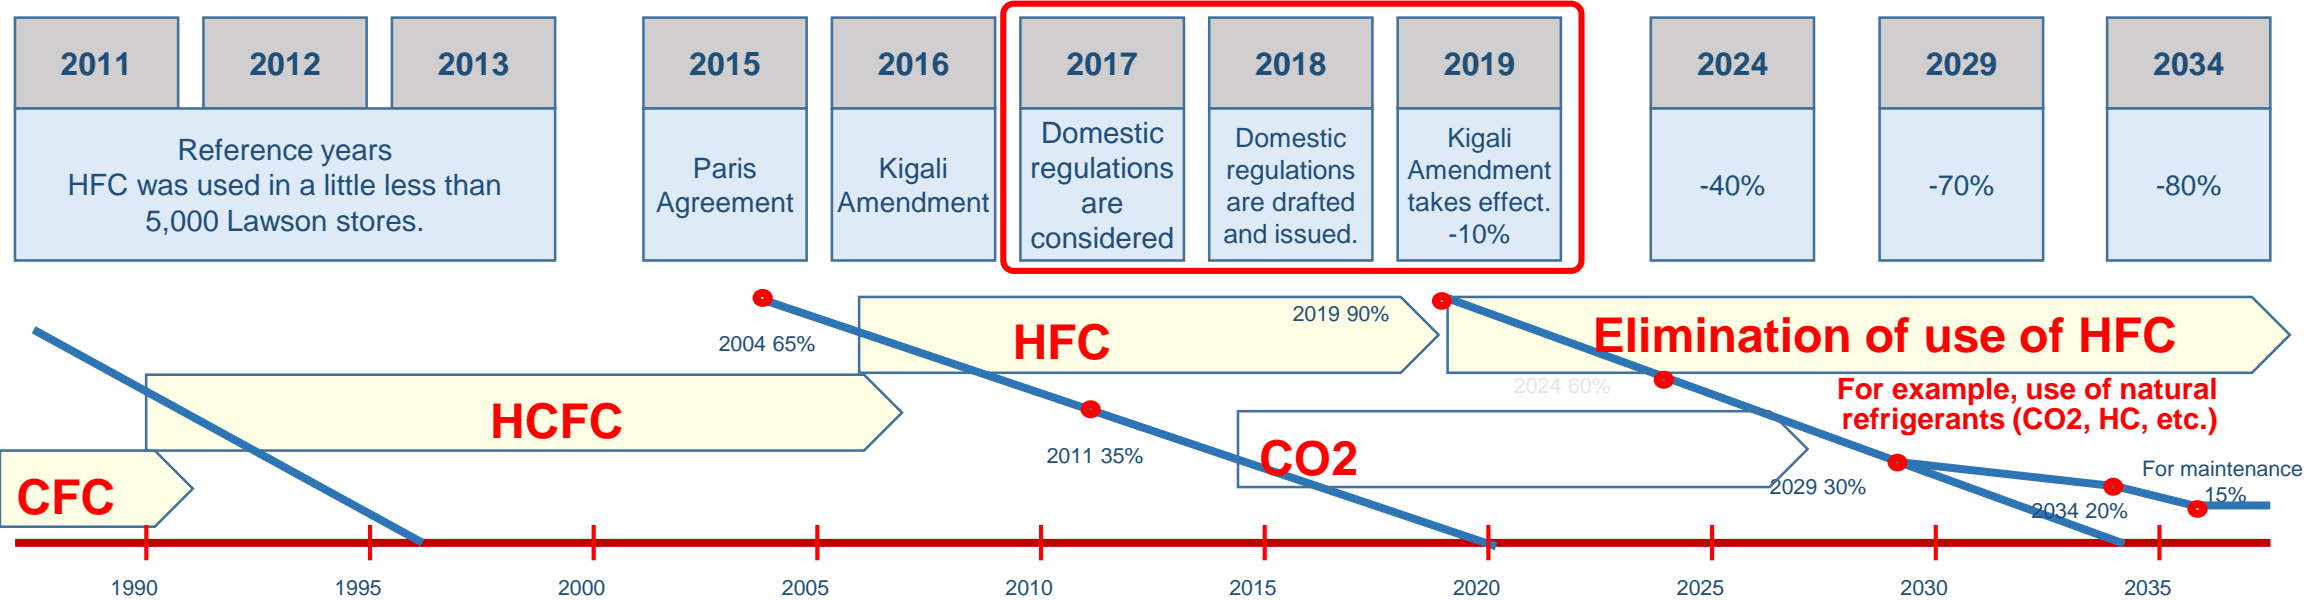 2011
2012
2013
2015
2016
2017
2018
2019
2024
2029
2034
Reference years
HFC was used in a little less than
5,000 Lawson stores.
Paris
Agreement
Kigali
Amendment
Domestic
regulations
are
considered
Domestic
regulations
are drafted
and issued.
Kigali
Amendment
takes effect.
-10%
-40%
-70%
-80%
2004 65%
HFC
2019 90%
Elimination of use of HFC
2024 60%
For example, use of natural
refrigerants (CO2, HC, etc.)
HCFC
2011 35%
CO2
2029 30%
For maintenance
15%
2034 20%
CFC
1990
1995
2000
2005
2010
2015
2020
2025
2030
2035